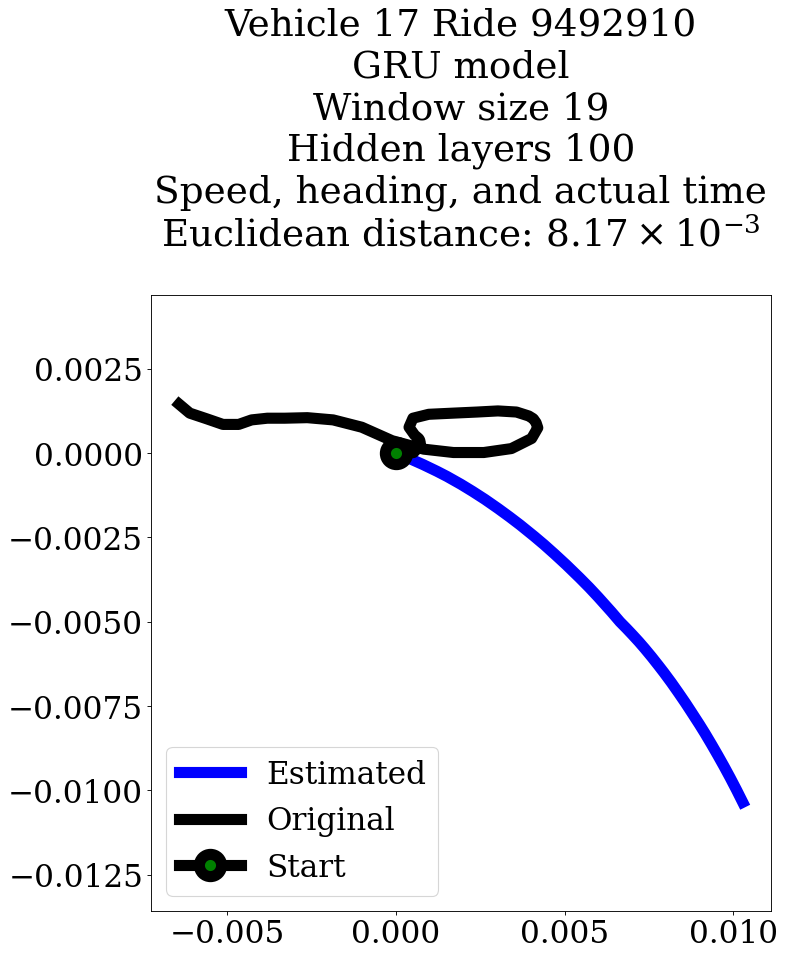 Vehicle 17 Ride 9492910
GRU model
Window size 19
Hidden layers 100
Speed, heading, and actual time
Euclidean distance: 8.17 × 10⁻³
0.0025
0.0000
−0.0025
−0.0050
−0.0075
−0.0100
−0.0125
Estimated
Original
Start
−0.005 0.000 0.005 0.010